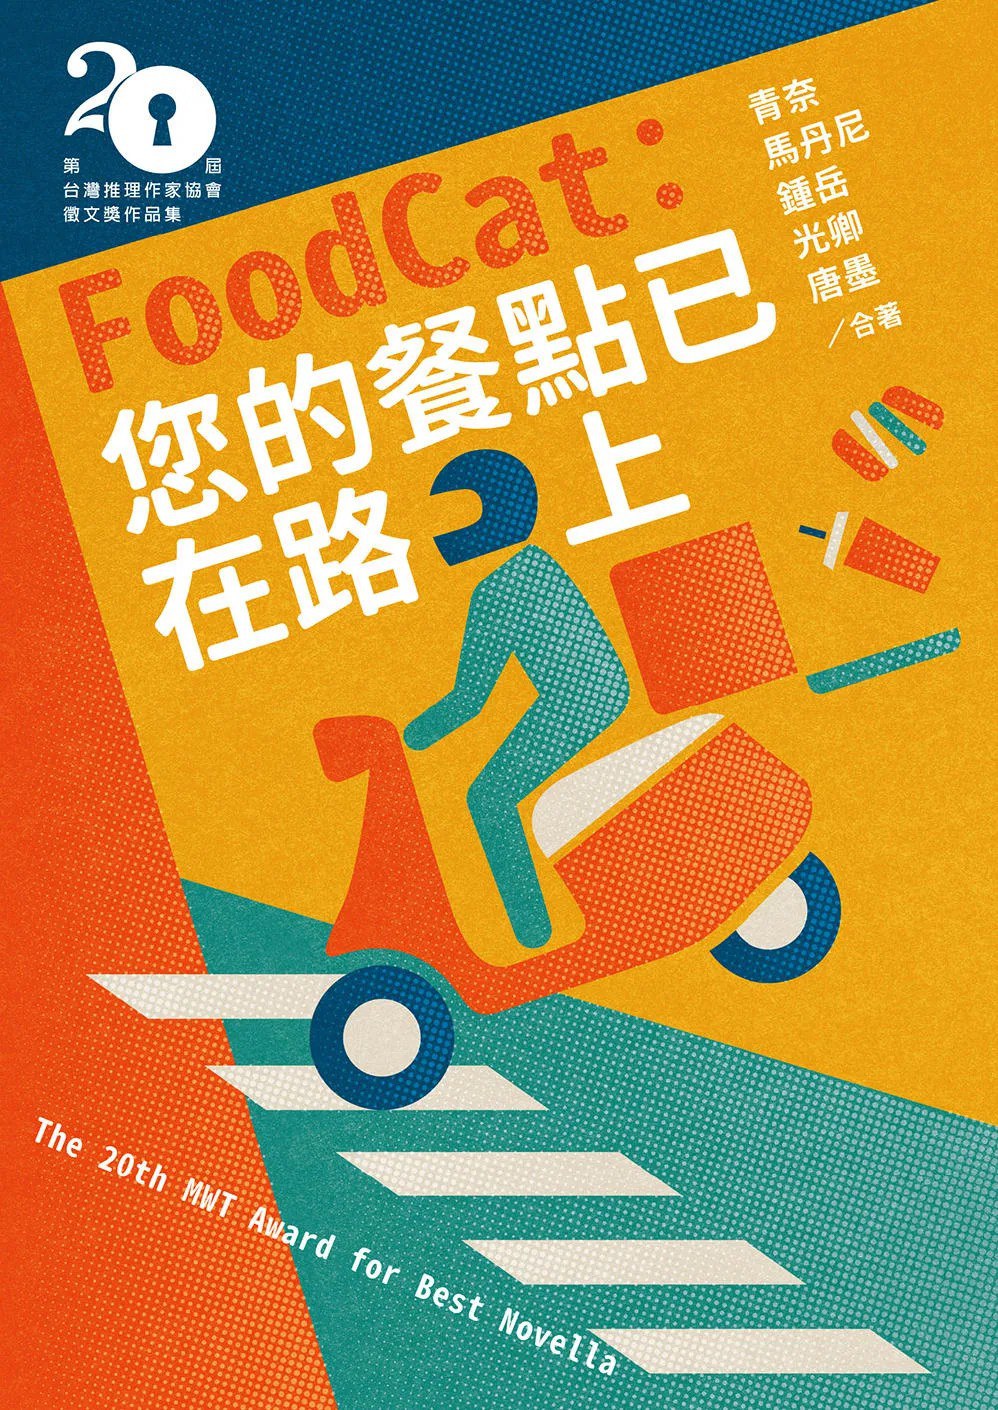 20
第 屆
台灣推理作家協會
徵文獎作品集
FoodCat:
您的餐點已
在路上
青奈
馬丹尼
鍾岳
光卿
唐墨
／合著
The 20th MWT Award for Best Novella